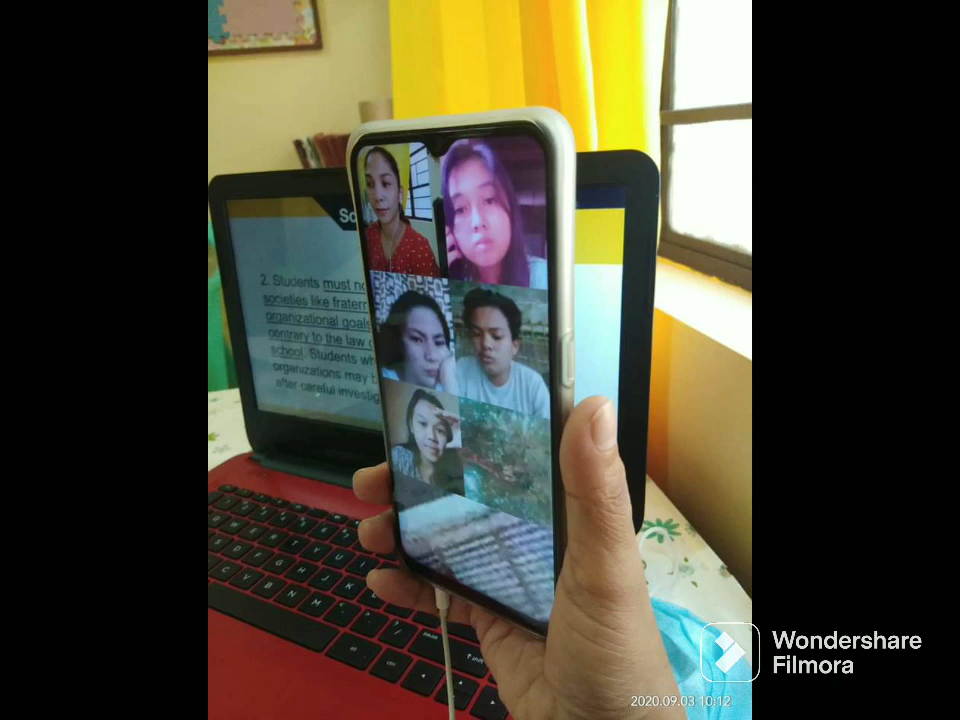 Sc
2. Students must no
societies like fratern
organizational goals
contrary to the law o
school. Students wh
organizations may b
after careful investig
Wondershare
Filmora
2020.09.03 10:12